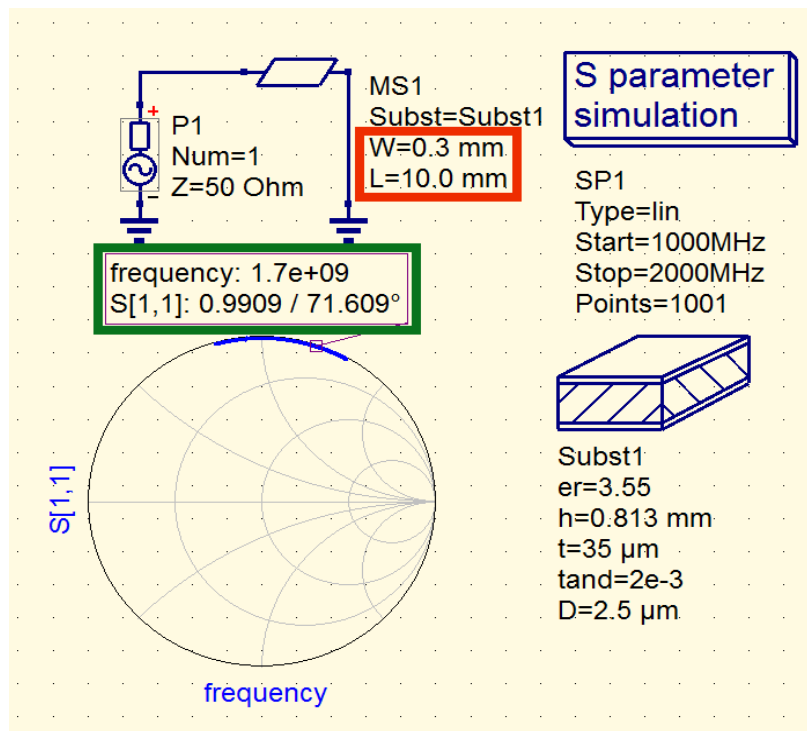 P1
Num=1
Z=50 Ohm
MS1
Subst=Subst1
W=0.3 mm
L=10.0 mm
S parameter
simulation
SP1
Type=lin
Start=1000MHz
Stop=2000MHz
Points=1001
frequency: 1.7e+09
S[1,1]: 0.9909 / 71.609°
S[1,1]
frequency
Subst1
er=3.55
h=0.813 mm
t=35 µm
tand=2e-3
D=2.5 µm